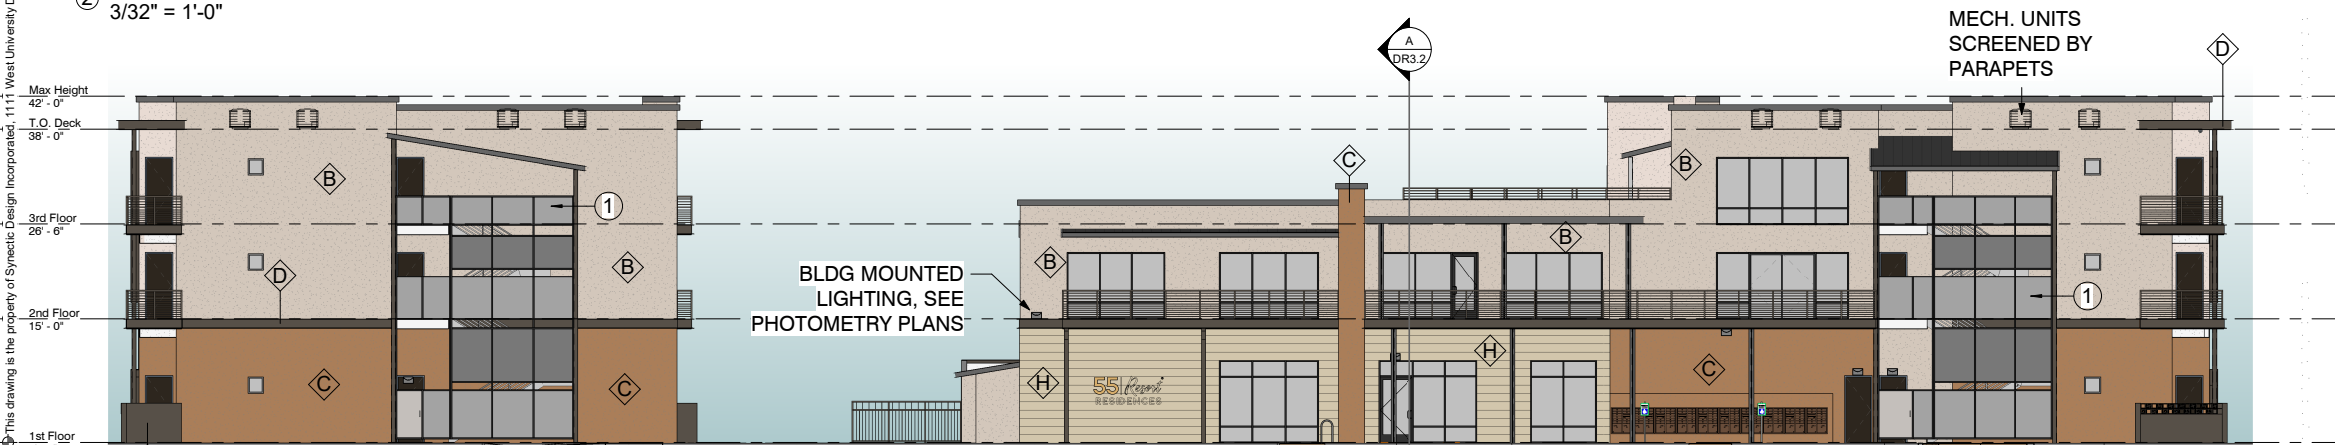 2
3/32" = 1'-0"
This drawing is the property of Synectic Design Incorporated, 1111 West University D
A
DR3.2
MECH. UNITS
SCREENED BY
PARAPETS
D
Max Height
42' - 0"
T.O. Deck
38' - 0"
C
B
B
1
3rd Floor
26' - 6"
B
B
B
D
BLDG MOUNTED
LIGHTING, SEE
PHOTOMETRY PLANS
1
2nd Floor
15' - 0"
H
C
C
C
H
55 Resort
RESIDENCES
1st Floor